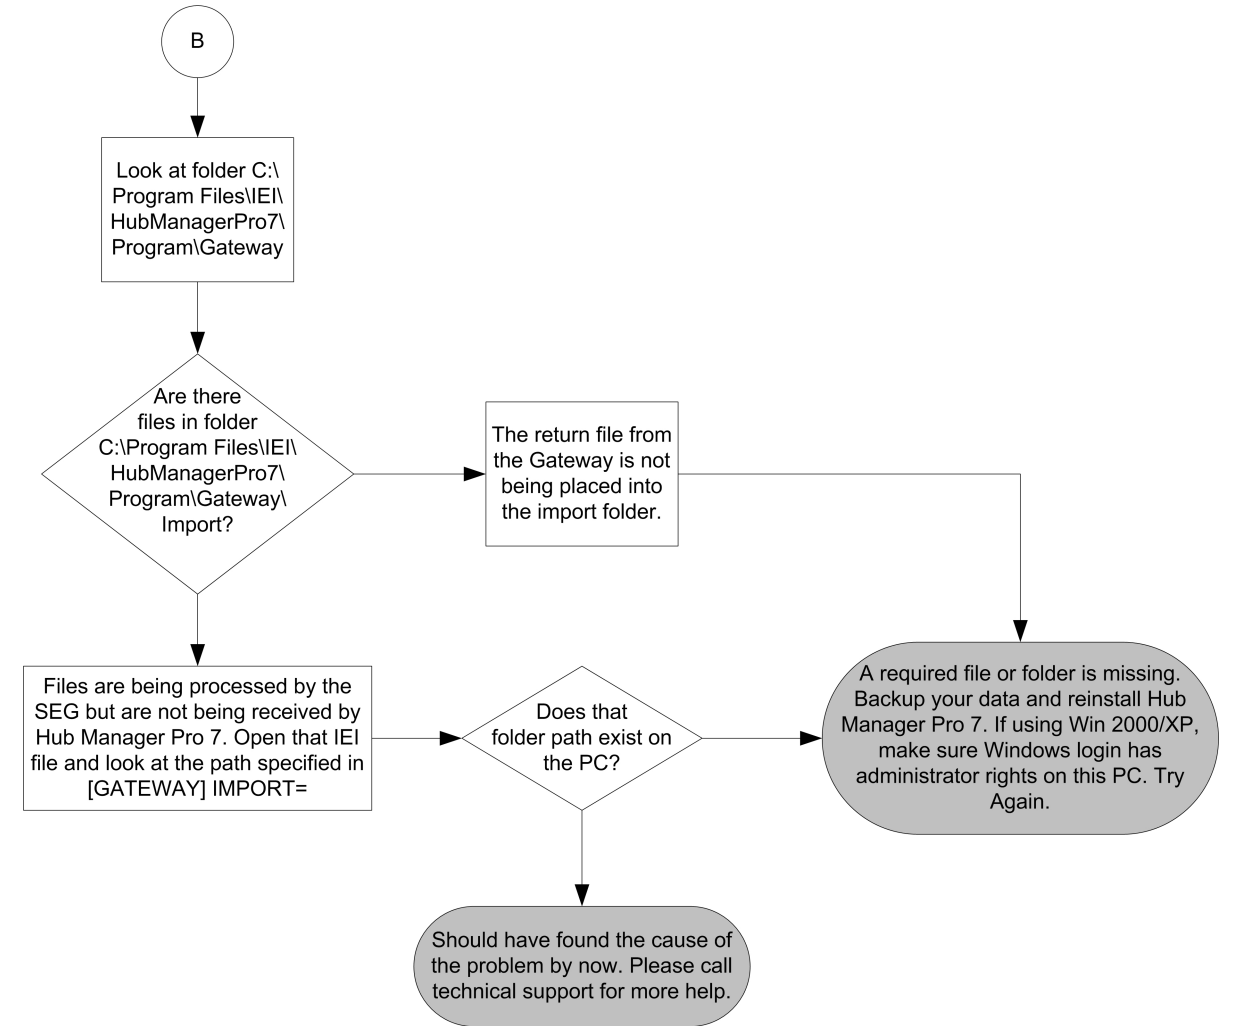 B
Look at folder C:\
Program Files\IEI\
HubManagerPro7\
Program\Gateway
Are there
files in folder
C:\Program Files\IEI\
HubManagerPro7\
Program\Gateway\
Import?
The return file from
the Gateway is not
being placed into
the import folder.
Files are being processed by the
SEG but are not being received by
Hub Manager Pro 7. Open that IEI
file and look at the path specified in
[GATEWAY] IMPORT=
Does that
folder path exist on
the PC?
A required file or folder is missing.
Backup your data and reinstall Hub
Manager Pro 7. If using Win 2000/XP,
make sure Windows login has
administrator rights on this PC. Try
Again.
Should have found the cause of
the problem by now. Please call
technical support for more help.